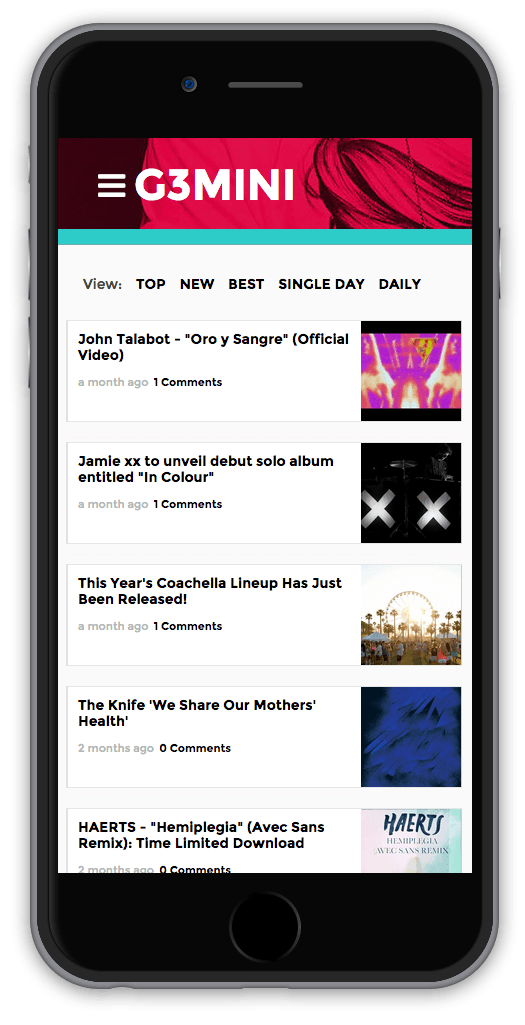 G3MINI
View: TOP NEW BEST SINGLE DAY DAILY
John Talabot - "Oro y Sangre" (Official
Video)
a month ago 1 Comments
Jamie xx to unveil debut solo album
entitled "In Colour"
a month ago 1 Comments
This Year's Coachella Lineup Has Just
Been Released!
a month ago 1 Comments
The Knife 'We Share Our Mothers'
Health'
2 months ago 0 Comments
HAERTS - "Hemiplegia" (Avec Sans
Remix): Time Limited Download
2 months ago 0 Comments
HAERTS
HEMIPLEGIA
AVEC SANS REMIX